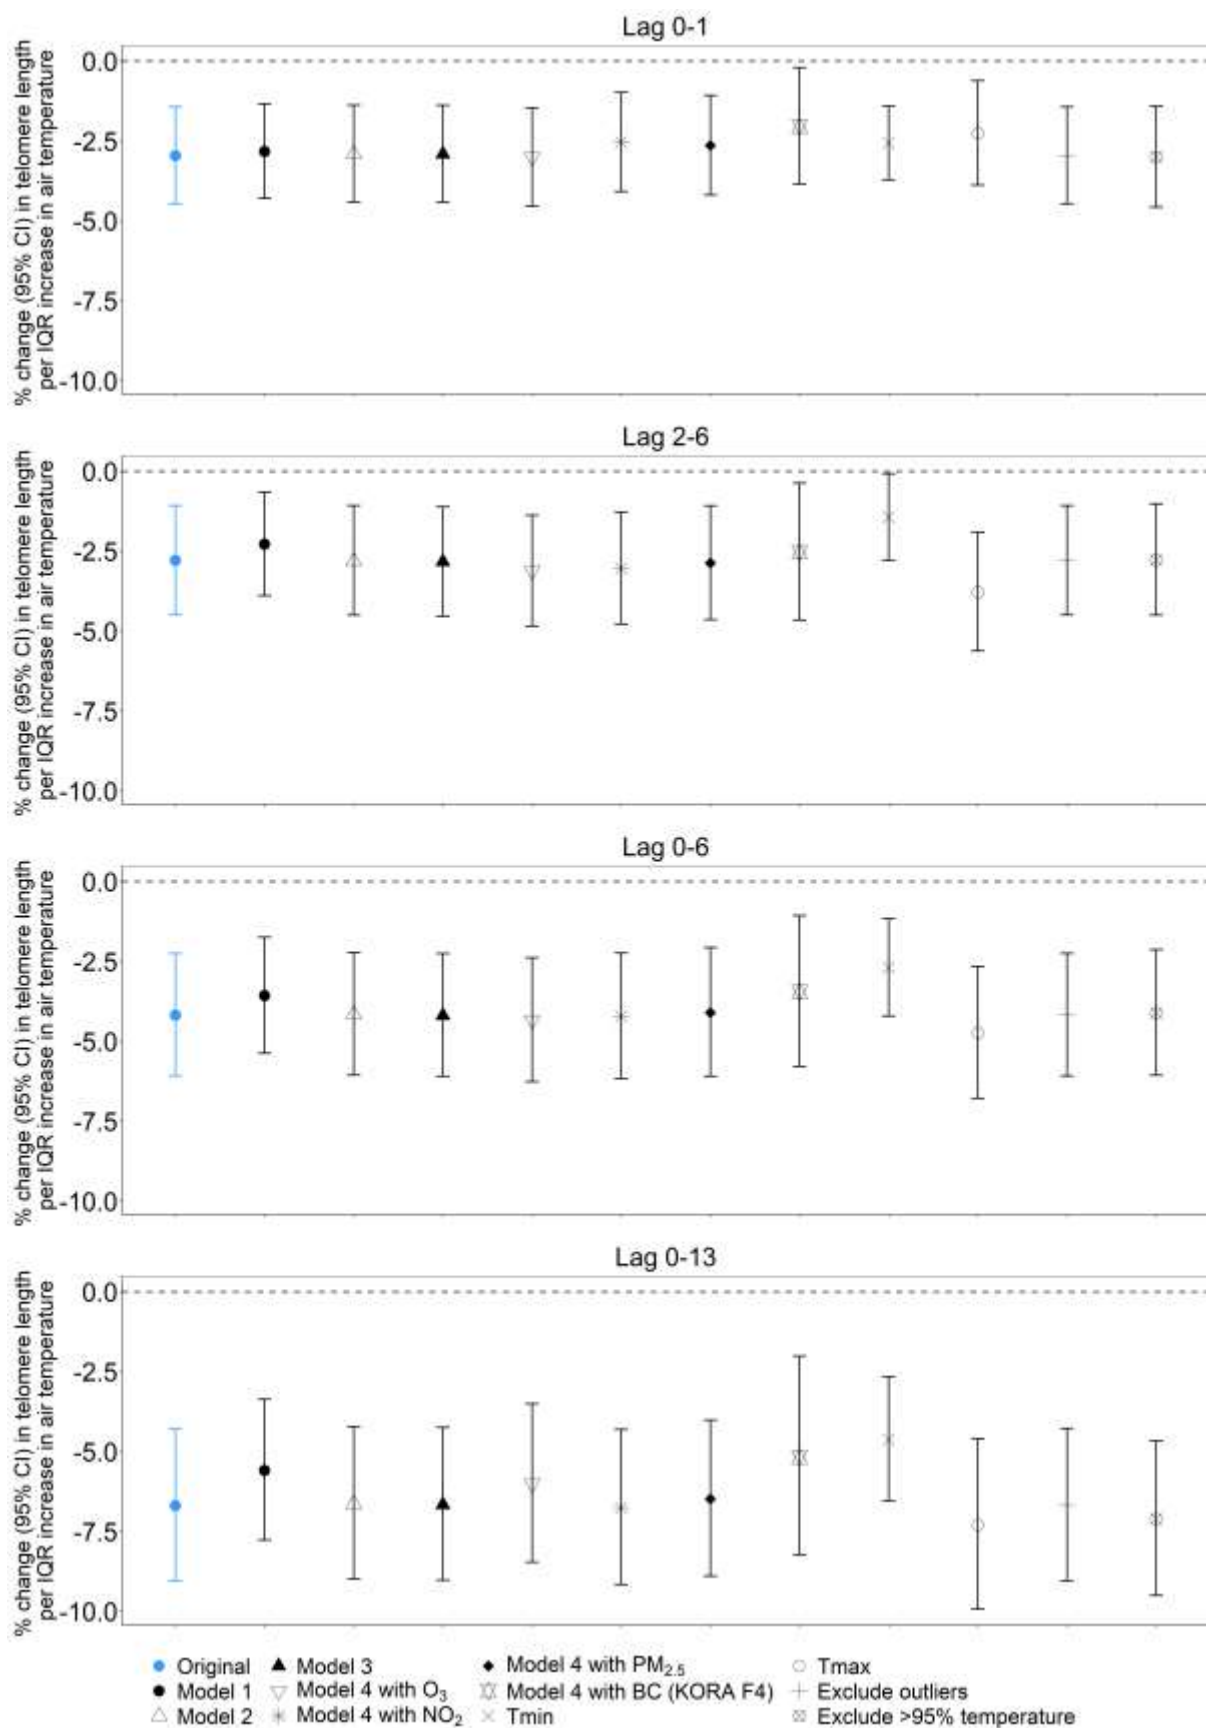 Lag 0-1
% change (95% CI) in telomere length
per IQR increase in air temperature
0.0
-2.5
-5.0
-7.5
-10.0
Lag 2-6
% change (95% CI) in telomere length
per IQR increase in air temperature
0.0
-2.5
-5.0
-7.5
-10.0
Lag 0-6
% change (95% CI) in telomere length
per IQR increase in air temperature
0.0
-2.5
-5.0
-7.5
-10.0
Lag 0-13
% change (95% CI) in telomere length
per IQR increase in air temperature
0.0
-2.5
-5.0
-7.5
-10.0
Original Model 3 Model 4 with PM2.5 Tmax
Model 1 Model 4 with O3 Model 4 with BC (KORA F4) Exclude outliers
Model 2 Model 4 with NO2 Tmin Exclude >95% temperature